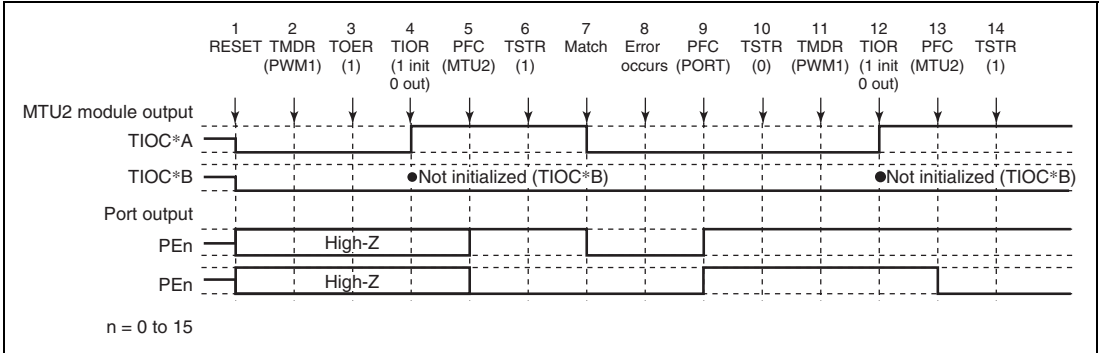 1 2 3 4 5 6 7 8 9 10 11 12 13 14
RESET TMDR TOER TIOR PFC TSTR Match Error PFC TSTR TMDR TIOR PFC TSTR
(PWM1) (1) (1 init (MTU2) (1) occurs (PORT) (0) (PWM1) (1 init (MTU2) (1)
0 out) 0 out)
MTU2 module output
TIOC*A
TIOC*B ●Not initialized (TIOC*B) ●Not initialized (TIOC*B)
Port output
PEn High-Z
PEn High-Z
n = 0 to 15